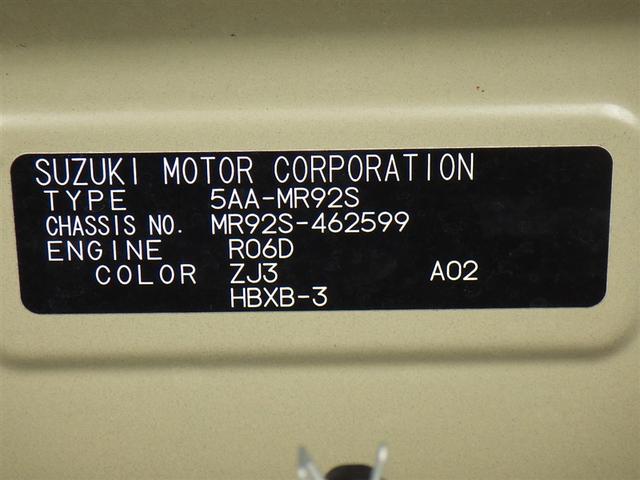 SUZUKI MOTOR CORPORATION
TYPE 5AA-MR92S
CHASSIS NO. MR92S-462599
ENGINE R06D
COLOR ZJ3 A02
HBXB-3